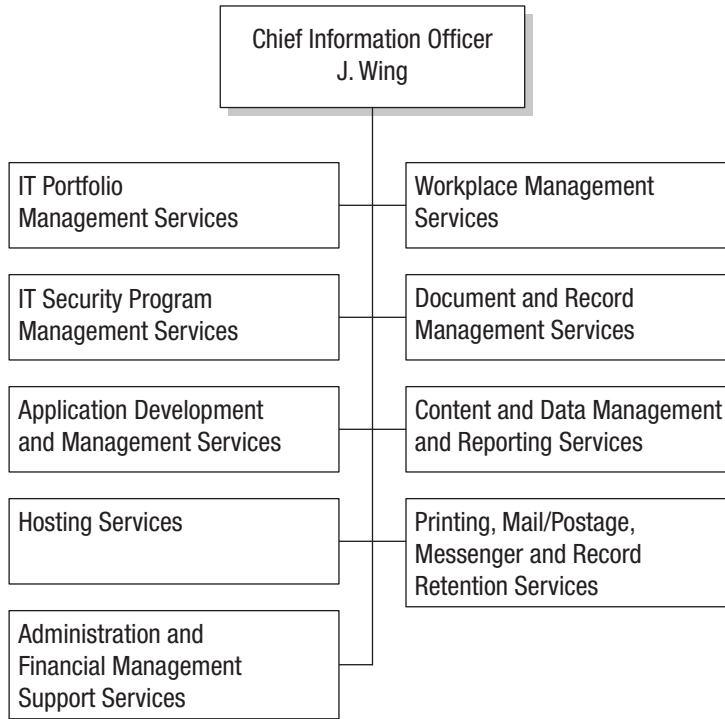 Chief Information Officer
J. Wing
IT Portfolio
Management Services
Workplace Management
Services
IT Security Program
Management Services
Document and Record
Management Services
Application Development
and Management Services
Content and Data Management
and Reporting Services
Hosting Services
Printing, Mail/Postage,
Messenger and Record
Retention Services
Administration and
Financial Management
Support Services